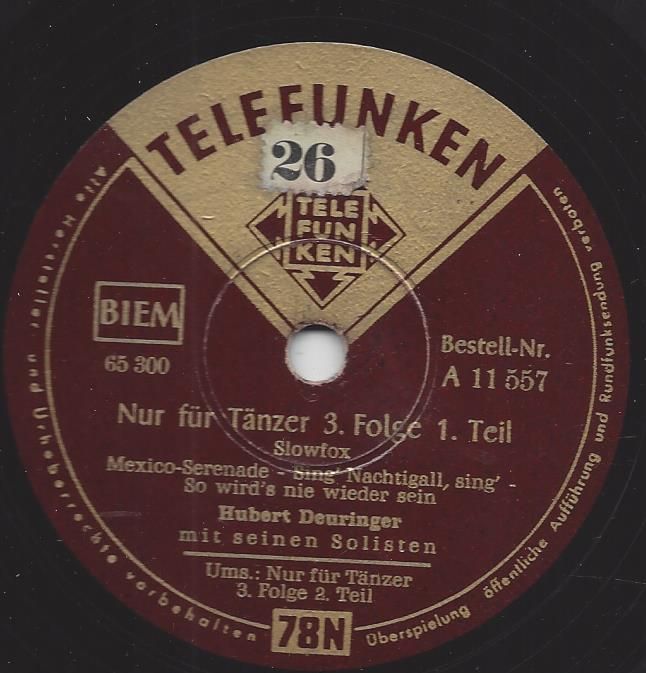 TELEFUNKEN
26
TELE
FUN
KEN
BIEM
65 300
Bestell-Nr.
A 11 557
Nur für Tänzer 3. Folge 1. Teil
Slowfox
Mexico-Serenade - Sing' Nachtigall, sing' -
So wird's nie wieder sein
Hubert Deuringer
mit seinen Solisten
Ums.: Nur für Tänzer
3. Folge 2. Teil
78N
Alle Hersteller und Urheberrechte vorbehalten
Überspielung öffentliche Aufführung und Rundfunksendung verboten